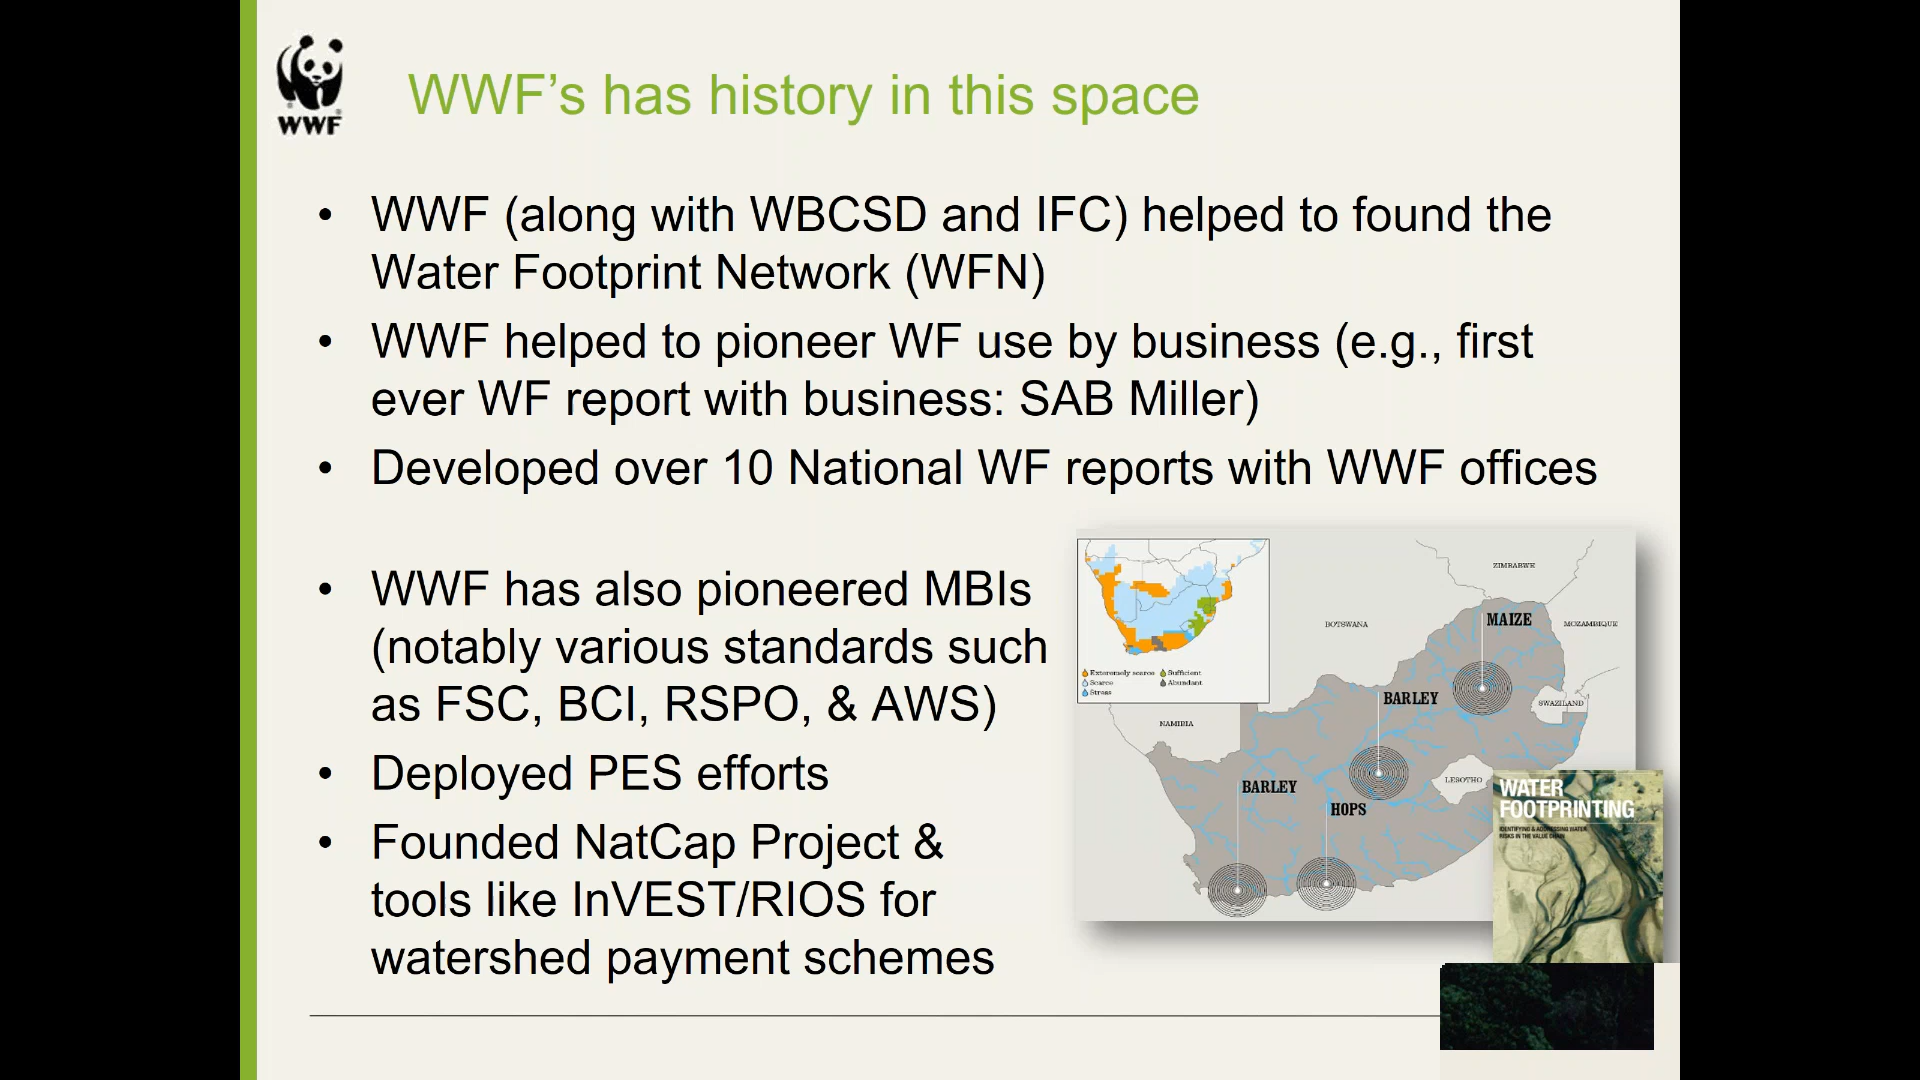 WWF
WWF's has history in this space
• WWF (along with WBCSD and IFC) helped to found the
Water Footprint Network (WFN)
• WWF helped to pioneer WF use by business (e.g., first
ever WF report with business: SAB Miller)
• Developed over 10 National WF reports with WWF offices
• WWF has also pioneered MBIs
(notably various standards such
as FSC, BCI, RSPO, & AWS)
• Deployed PES efforts
• Founded NatCap Project &
tools like InVEST/RIOS for
watershed payment schemes
Extremely scarce
Scarce
Stress
Sufficient
Abundant
ZIMBABWE
BOTSWANA
MAIZE
MOZAMBIQUE
BARLEY
SWAZILAND
NAMIBIA
LESOTHO
BARLEY
HOPS
WATER
FOOTPRINTING
IDENTIFYING & ADDRESSING WATER
RISKS IN THE VALUE CHAIN